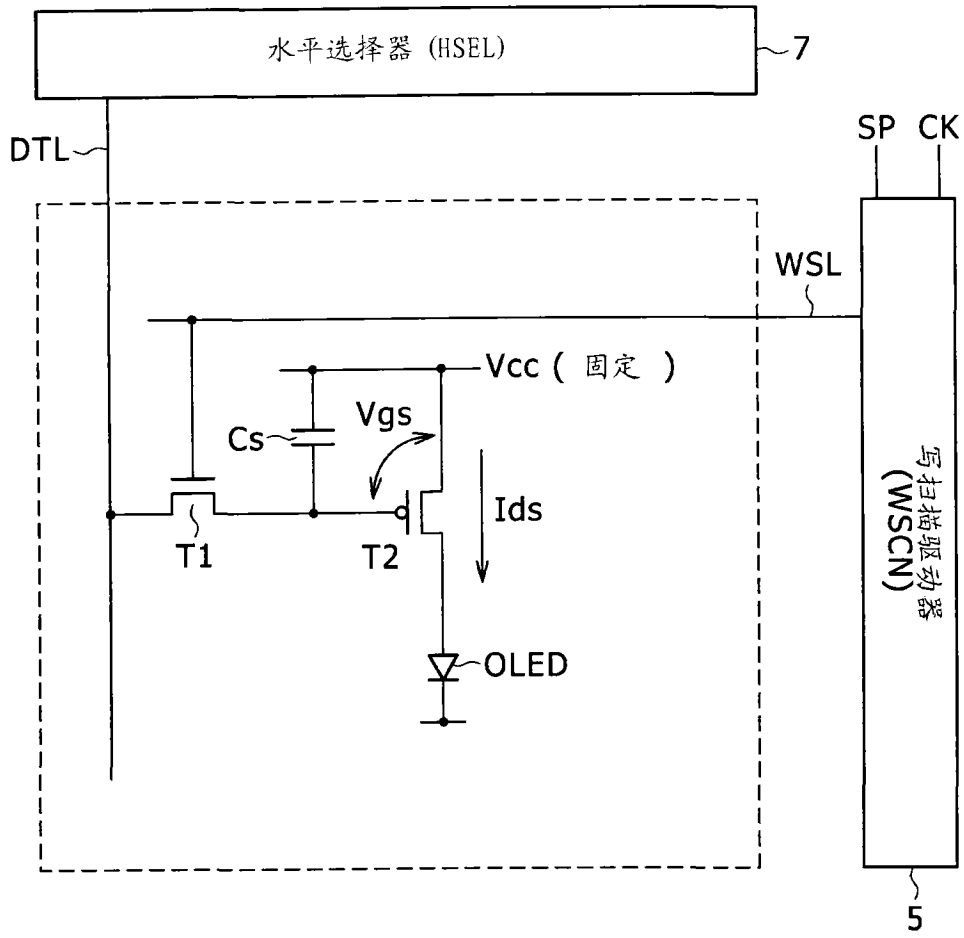 水平选择器 (HSEL)
7
DTL
SP CK
WSL
Vcc ( 固定 )
Vgs
Cs
Ids
T1
T2
OLED
写扫描驱动器
(WSCN)
5